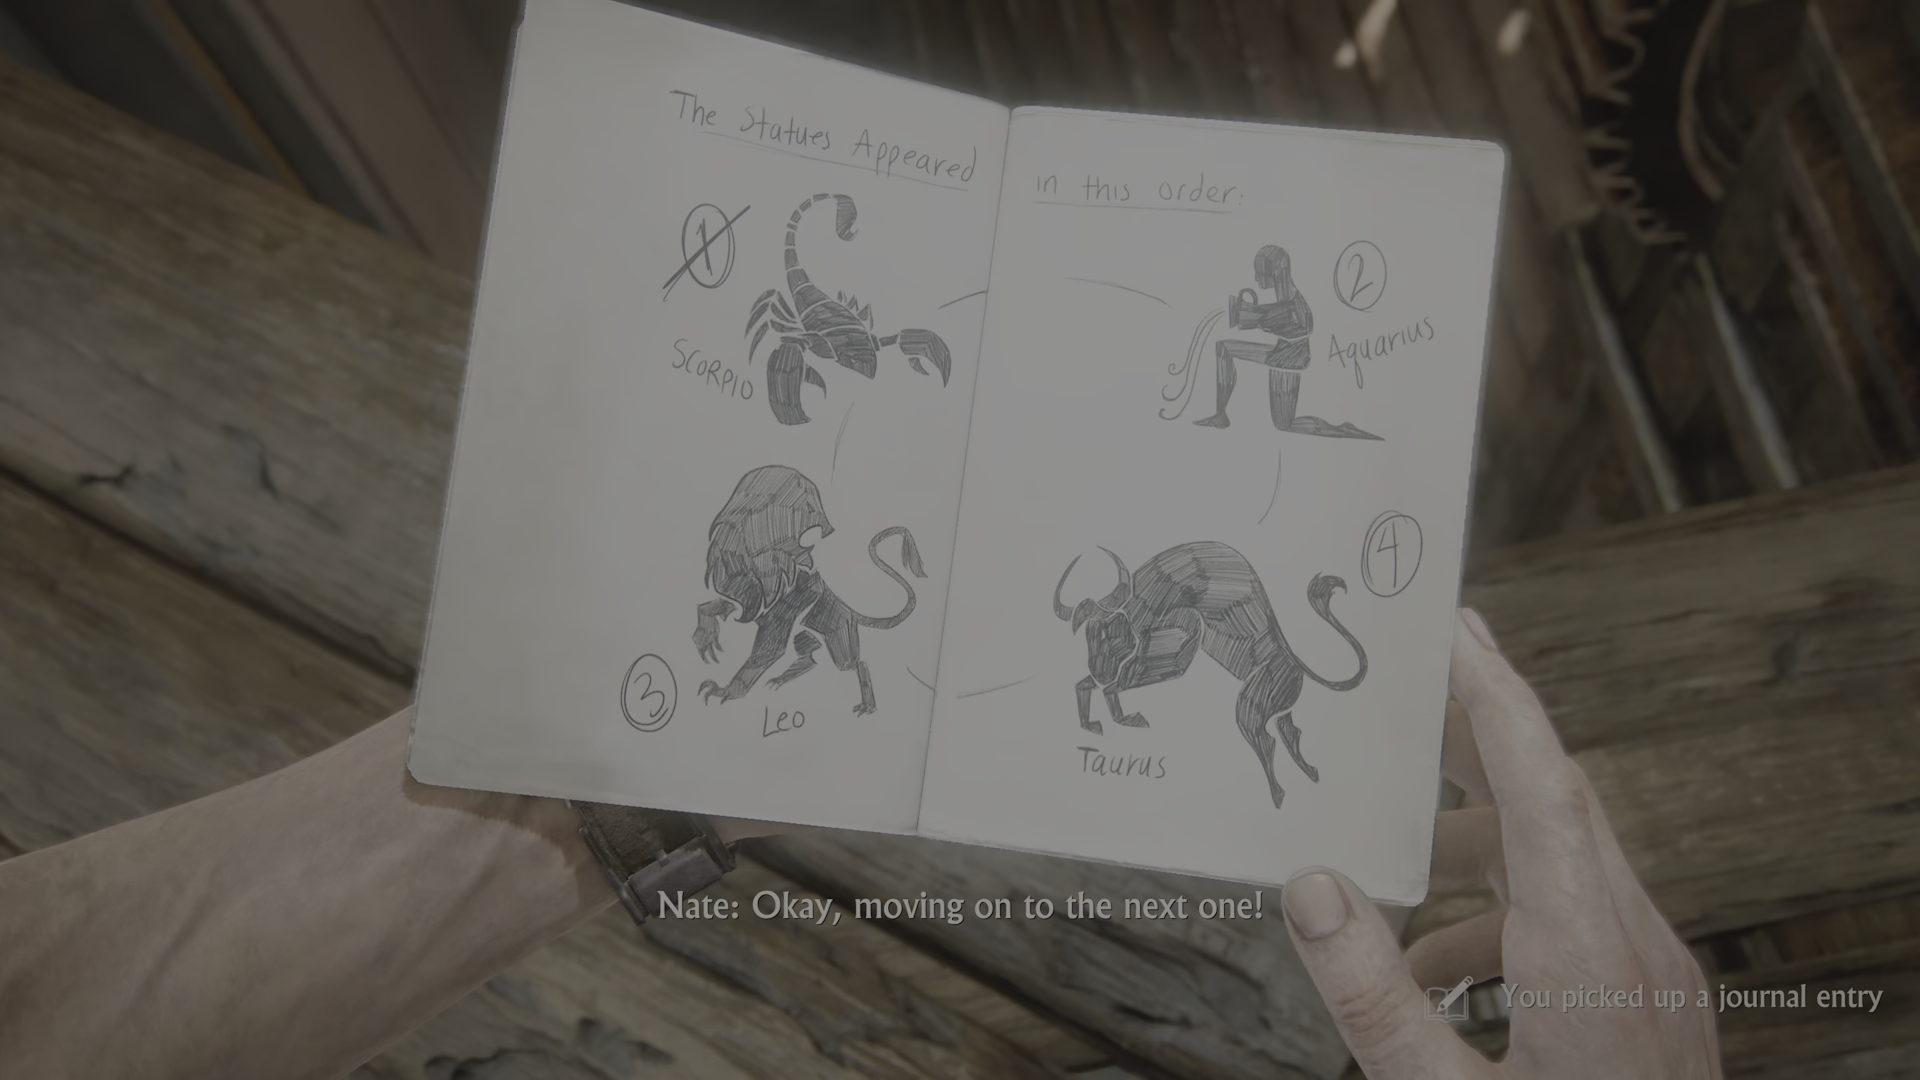 The Statues Appeared
in this order:
1
SCORPIO
2
Aquarius
3
Leo
4
Taurus
Nate: Okay, moving on to the next one!
You picked up a journal entry